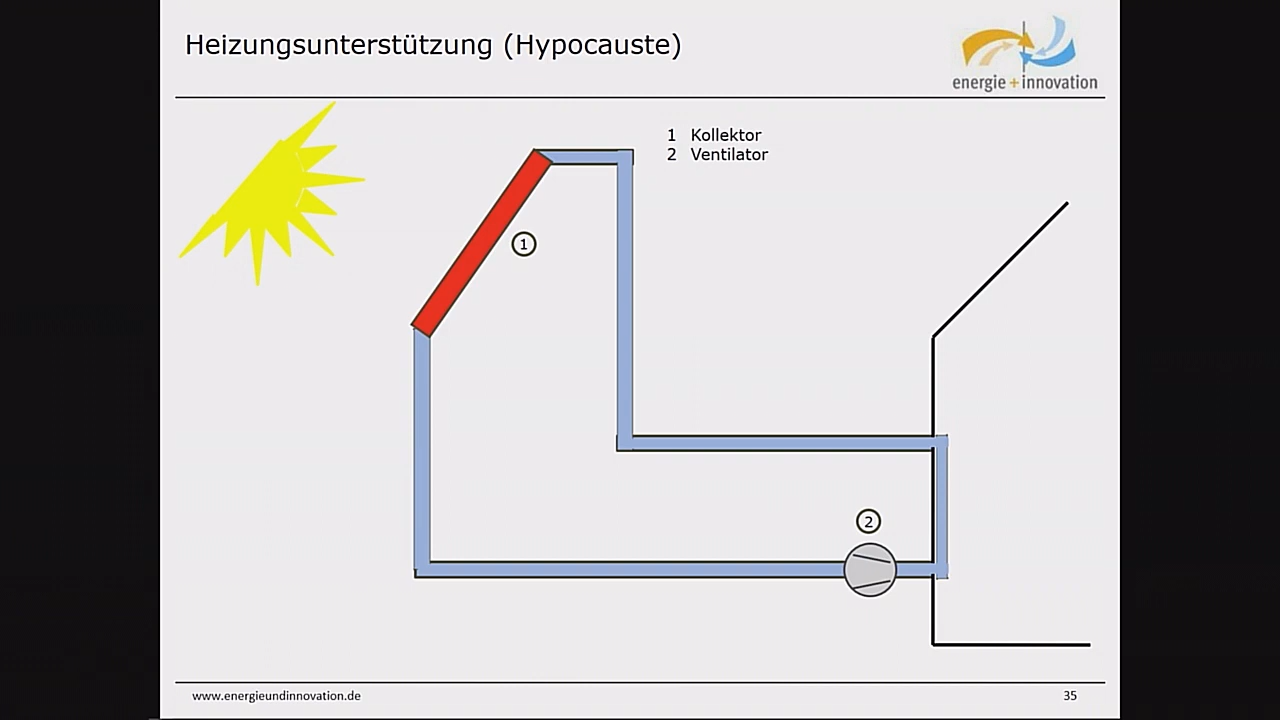 Heizungsunterstützung (Hypocauste)
energie+innovation
1 Kollektor
2 Ventilator
1
2
www.energieundinnovation.de
35